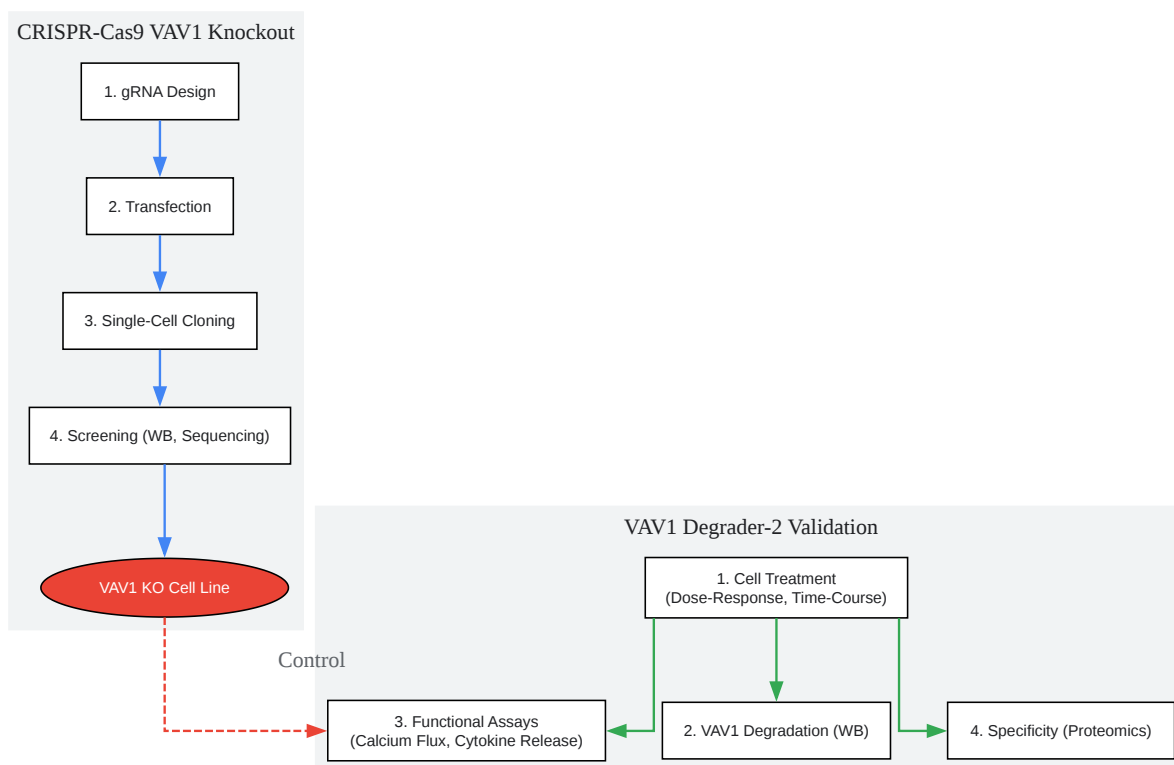 CRISPR-Cas9 VAV1 Knockout
1. gRNA Design
2. Transfection
3. Single-Cell Cloning
4. Screening (WB, Sequencing)
VAV1 KO Cell Line
Control
VAV1 Degrader-2 Validation
1. Cell Treatment
(Dose-Response, Time-Course)
3. Functional Assays
(Calcium Flux, Cytokine Release)
2. VAV1 Degradation (WB)
4. Specificity (Proteomics)